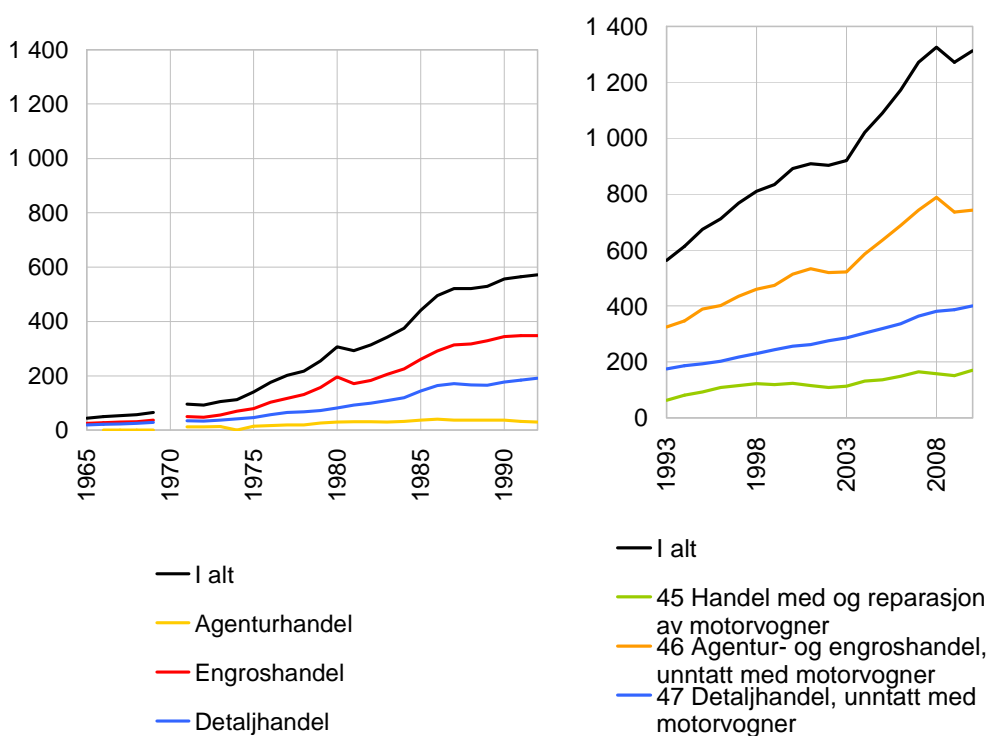 1 400
1 200
1 000
800
600
400
200
0
1965
1970
1975
1980
1985
1990
I alt
Agenturhandel
Engroshandel
Detaljhandel
1 400
1 200
1 000
800
600
400
200
0
1993
1998
2003
2008
I alt
45 Handel med og reparasjon
av motorvogner
46 Agentur- og engroshandel,
unntatt med motorvogner
47 Detaljhandel, unntatt med
motorvogner